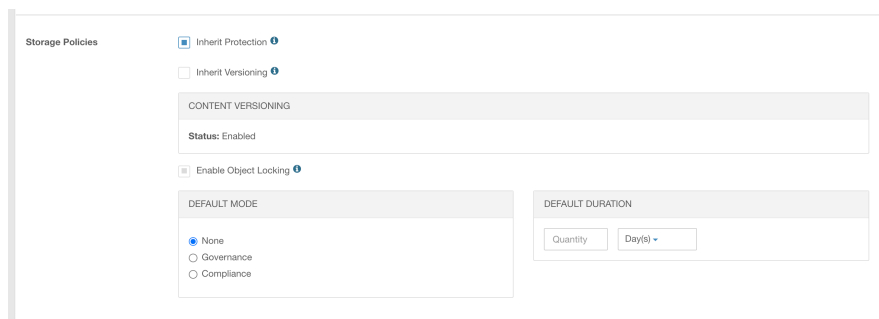 Storage Policies
Inherit Protection
Inherit Versioning
CONTENT VERSIONING
Status: Enabled
Enable Object Locking
DEFAULT MODE
None
Governance
Compliance
DEFAULT DURATION
Quantity
Day(s)